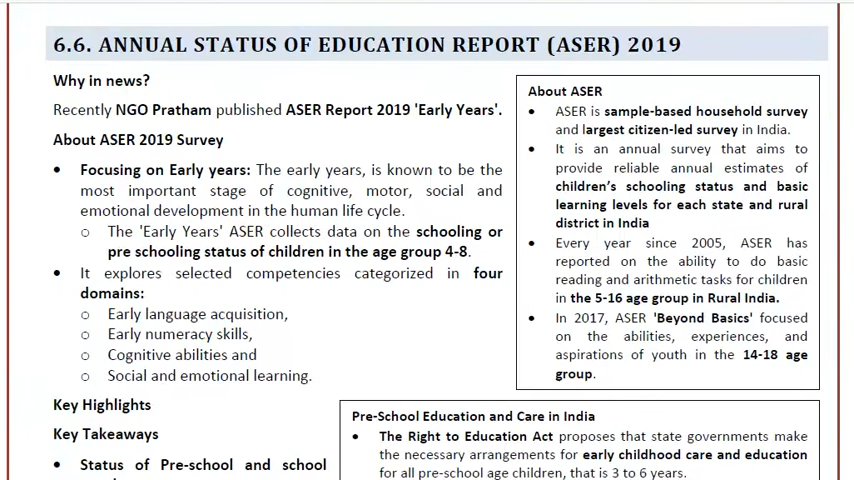 6.6. ANNUAL STATUS OF EDUCATION REPORT (ASER) 2019
Why in news?
Recently NGO Pratham published ASER Report 2019 'Early Years'.
About ASER 2019 Survey
• Focusing on Early years: The early years, is known to be the
most important stage of cognitive, motor, social and
emotional development in the human life cycle.
o The 'Early Years' ASER collects data on the schooling or
pre schooling status of children in the age group 4-8.
• It explores selected competencies categorized in four
domains:
o Early language acquisition,
o Early numeracy skills,
o Cognitive abilities and
o Social and emotional learning.
About ASER
• ASER is sample-based household survey
and largest citizen-led survey in India.
• It is an annual survey that aims to
provide reliable annual estimates of
children's schooling status and basic
learning levels for each state and rural
district in India
• Every year since 2005, ASER has
reported on the ability to do basic
reading and arithmetic tasks for children
in the 5-16 age group in Rural India.
• In 2017, ASER 'Beyond Basics' focused
on the abilities, experiences, and
aspirations of youth in the 14-18 age
group.
Key Highlights
Key Takeaways
• Status of Pre-school and school
Pre-School Education and Care in India
• The Right to Education Act proposes that state governments make
the necessary arrangements for early childhood care and education
for all pre-school age children, that is 3 to 6 years.